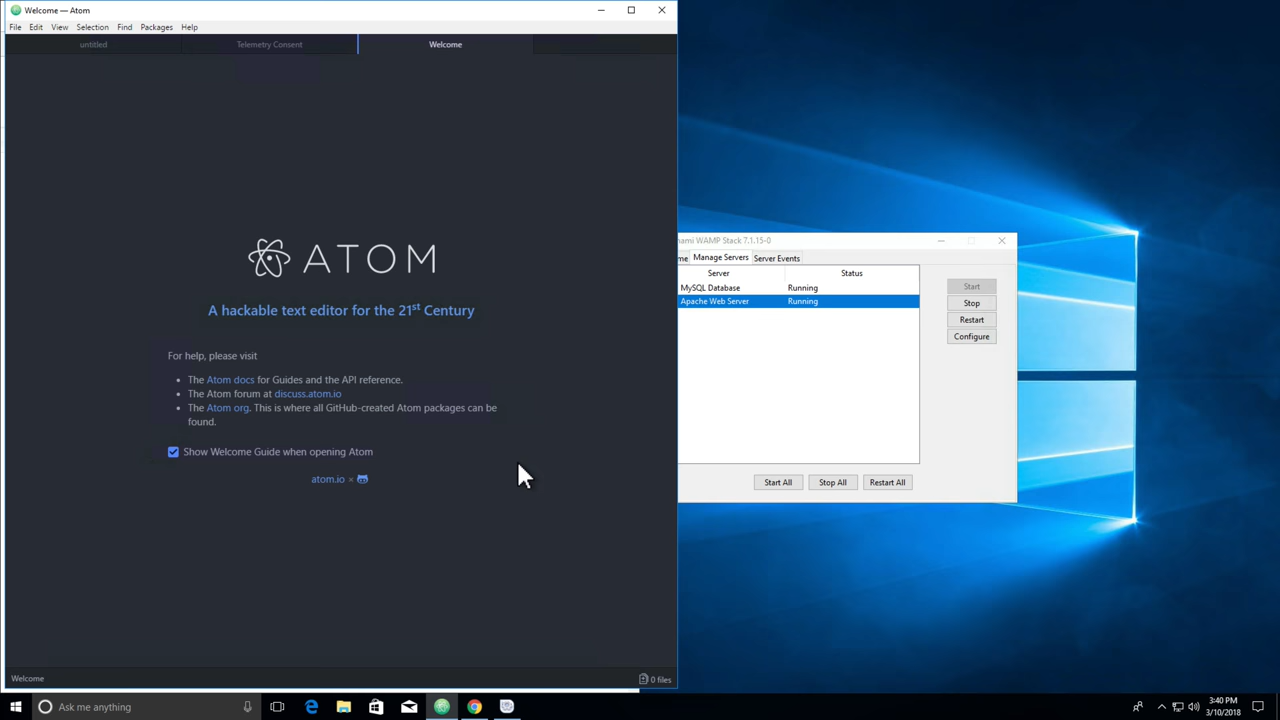 Welcome — Atom
File Edit View Selection Find Packages Help
untitled Telemetry Consent Welcome
ATOM
A hackable text editor for the 21st Century
For help, please visit
• The Atom docs for Guides and the API reference.
• The Atom forum at discuss.atom.io
• The Atom org. This is where all GitHub-created Atom packages can be
found.
Show Welcome Guide when opening Atom
atom.io ×
Welcome
0 files
nami WAMP Stack 7.1.15-0
me Manage Servers Server Events
Server Status
MySQL Database Running
Apache Web Server Running
Start
Stop
Restart
Configure
Start All Stop All Restart All
Ask me anything
3:40 PM
3/10/2018